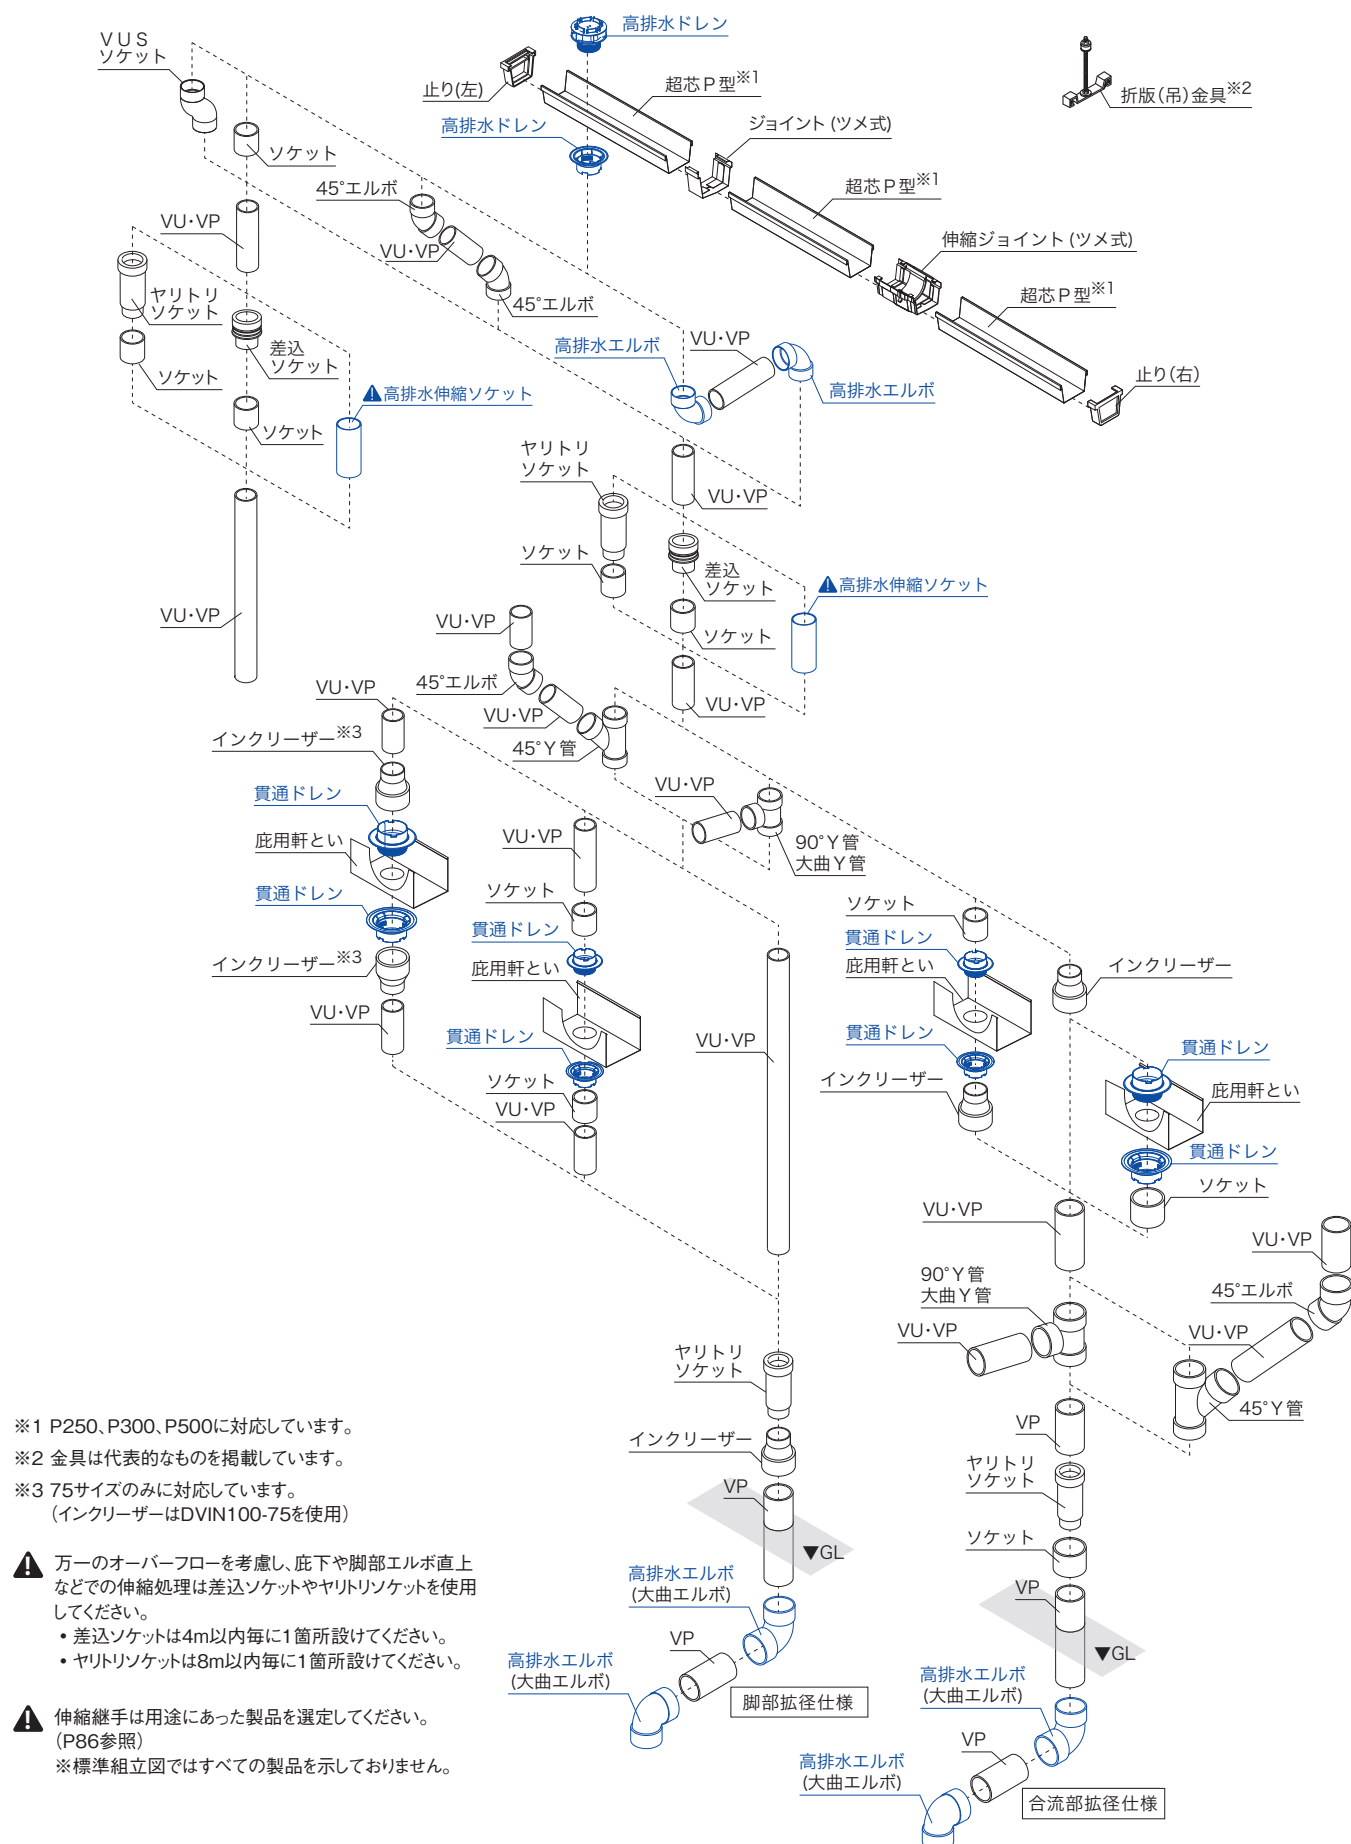 高排水ドレン
VUS
ソケット
止り(左)
超芯P型※1
折版(吊)金具※2
高排水ドレン
ジョイント(ツメ式)
ソケット
45°エルボ
超芯P型※1
VU・VP
VU・VP
伸縮ジョイント(ツメ式)
ヤリトリ
ソケット
45°エルボ
超芯P型※1
差込
ソケット
高排水エルボ
VU・VP
ソケット
高排水伸縮ソケット
高排水エルボ
止り(右)
ソケット
ヤリトリ
ソケット
VU・VP
ソケット
差込
ソケット
高排水伸縮ソケット
VU・VP
VU・VP
ソケット
VU・VP
45°エルボ
VU・VP
VU・VP
インクリーザー※3
45°Y管
貫通ドレン
VU・VP
庇用軒とい
VU・VP
90°Y管
大曲Y管
貫通ドレン
ソケット
ソケット
貫通ドレン
貫通ドレン
インクリーザー※3
庇用軒とい
庇用軒とい
インクリーザー
VU・VP
貫通ドレン
VU・VP
貫通ドレン
貫通ドレン
ソケット
インクリーザー
庇用軒とい
VU・VP
貫通ドレン
ソケット
VU・VP
VU・VP
90°Y管
大曲Y管
45°エルボ
VU・VP
VU・VP
ヤリトリ
ソケット
45°Y管
VP
インクリーザー
ヤリトリ
ソケット
VP
ソケット
▼GL
高排水エルボ
(大曲エルボ)
VP
VP
▼GL
高排水エルボ
(大曲エルボ)
高排水エルボ
(大曲エルボ)
脚部拡径仕様
VP
高排水エルボ
(大曲エルボ)
合流部拡径仕様
※1 P250、P300、P500に対応しています。
※2 金具は代表的なものを掲載しています。
※3 75サイズのみに対応しています。
(インクリーザーはDVIN100-75を使用)
万一のオーバーフローを考慮し、庇下や脚部エルボ直上
などでの伸縮処理は差込ソケットやヤリトリソケットを使用
してください。
・差込ソケットは4m以内毎に1箇所設けてください。
・ヤリトリソケットは8m以内毎に1箇所設けてください。
伸縮継手は用途にあった製品を選定してください。
(P86参照)
※標準組立図ではすべての製品を示しておりません。